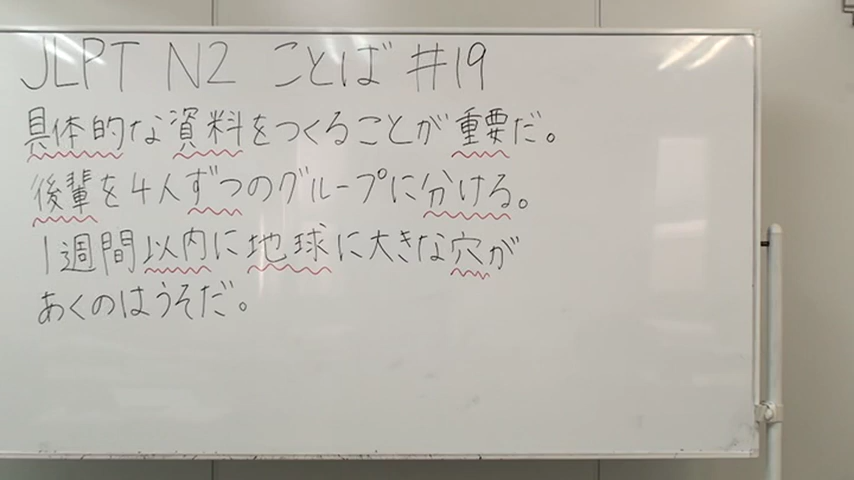 JLPT N2 ことば #19
具体的な資料をつくることが重要だ。
後輩を4人ずつのグループに分ける。
1週間以内に地球に大きな穴が
あくのはうそだ。